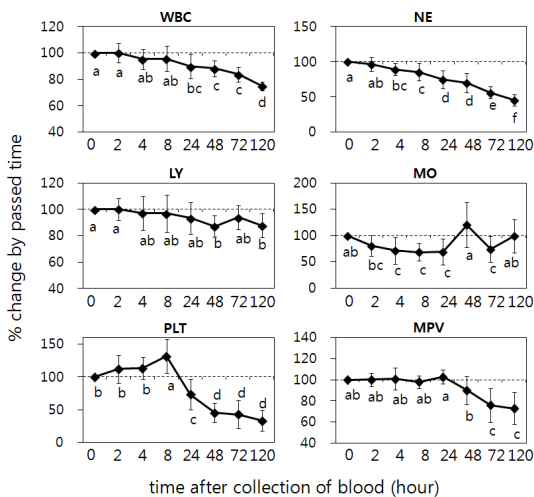 WBC
120
100
80
60
40
a a ab ab bc c c d
0 2 4 8 24 48 72 120
NE
150
100
50
0
a ab bc c d d e f
0 2 4 8 24 48 72 120
LY
120
100
80
60
40
a a ab ab ab b ab b
0 2 4 8 24 48 72 120
MO
200
150
100
50
0
ab bc c c c a c ab
0 2 4 8 24 48 72 120
PLT
150
100
50
0
b b b a c d d d
0 2 4 8 24 48 72 120
MPV
140
120
100
80
60
40
ab ab ab ab a b c c
0 2 4 8 24 48 72 120
% change by passed time
time after collection of blood (hour)